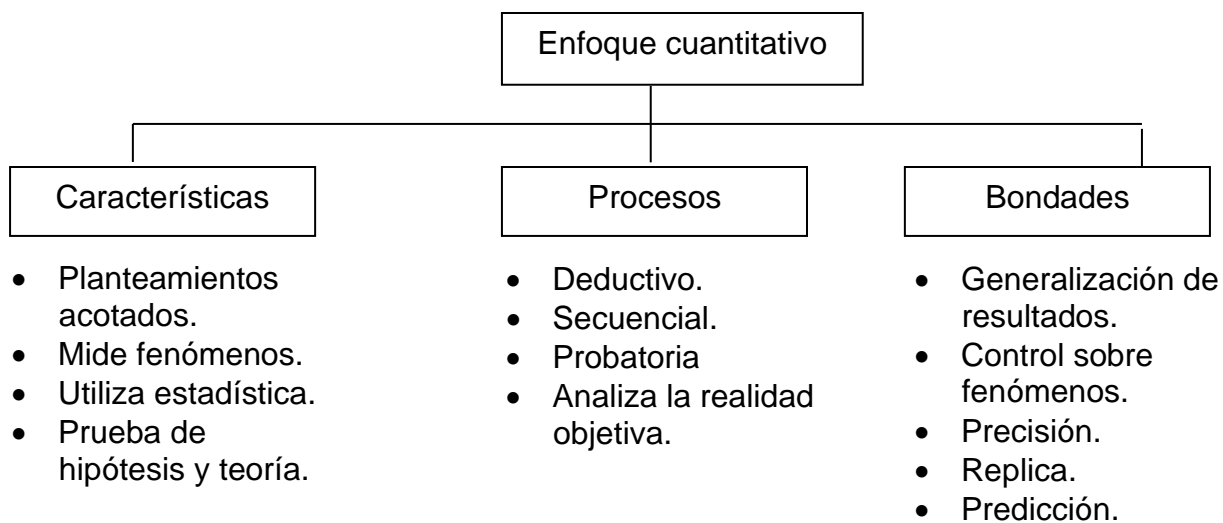 Enfoque cuantitativo
Característícas
Procesos
Bondades
• Planteamientos
acotados.
• Mide fenómenos.
• Utiliza estadística.
• Prueba de
hipótesis y teoría.
• Deductivo.
• Secuencial.
• Probatoria
• Analiza la realidad
objetiva.
• Generalización de
resultados.
• Control sobre
fenómenos.
• Precisión.
• Replica.
• Predicción.